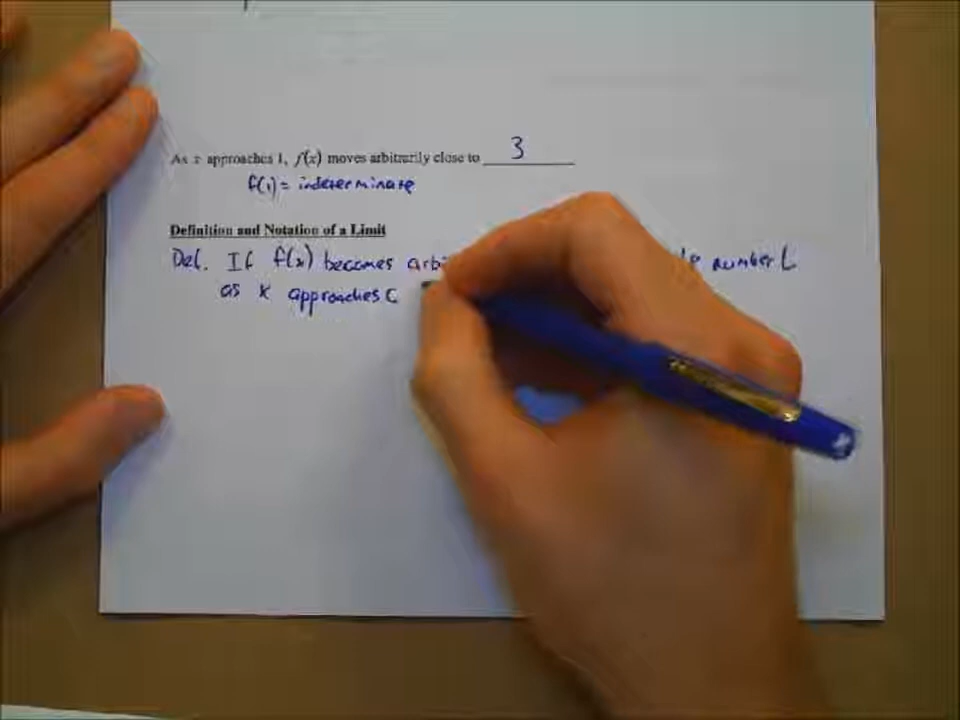 As x approaches 1, f(x) moves arbitrarily close to 3
f(1) = indeterminate
Definition and Notation of a Limit
Def. If f(x) becomes number L
as x approaches c